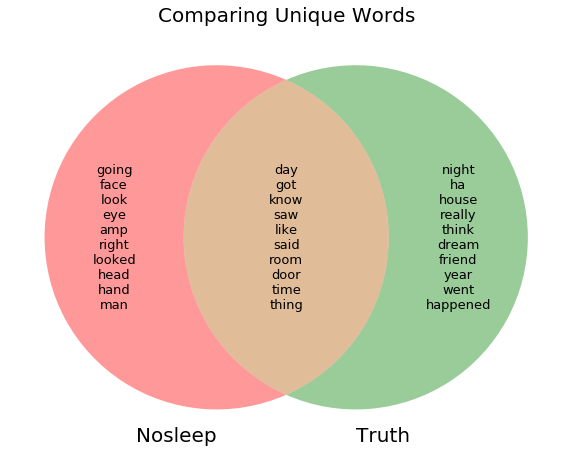 Comparing Unique Words
going
face
look
eye
amp
right
looked
head
hand
man
day
got
know
saw
like
said
room
door
time
thing
night
ha
house
really
think
dream
friend
year
went
happened
Nosleep
Truth